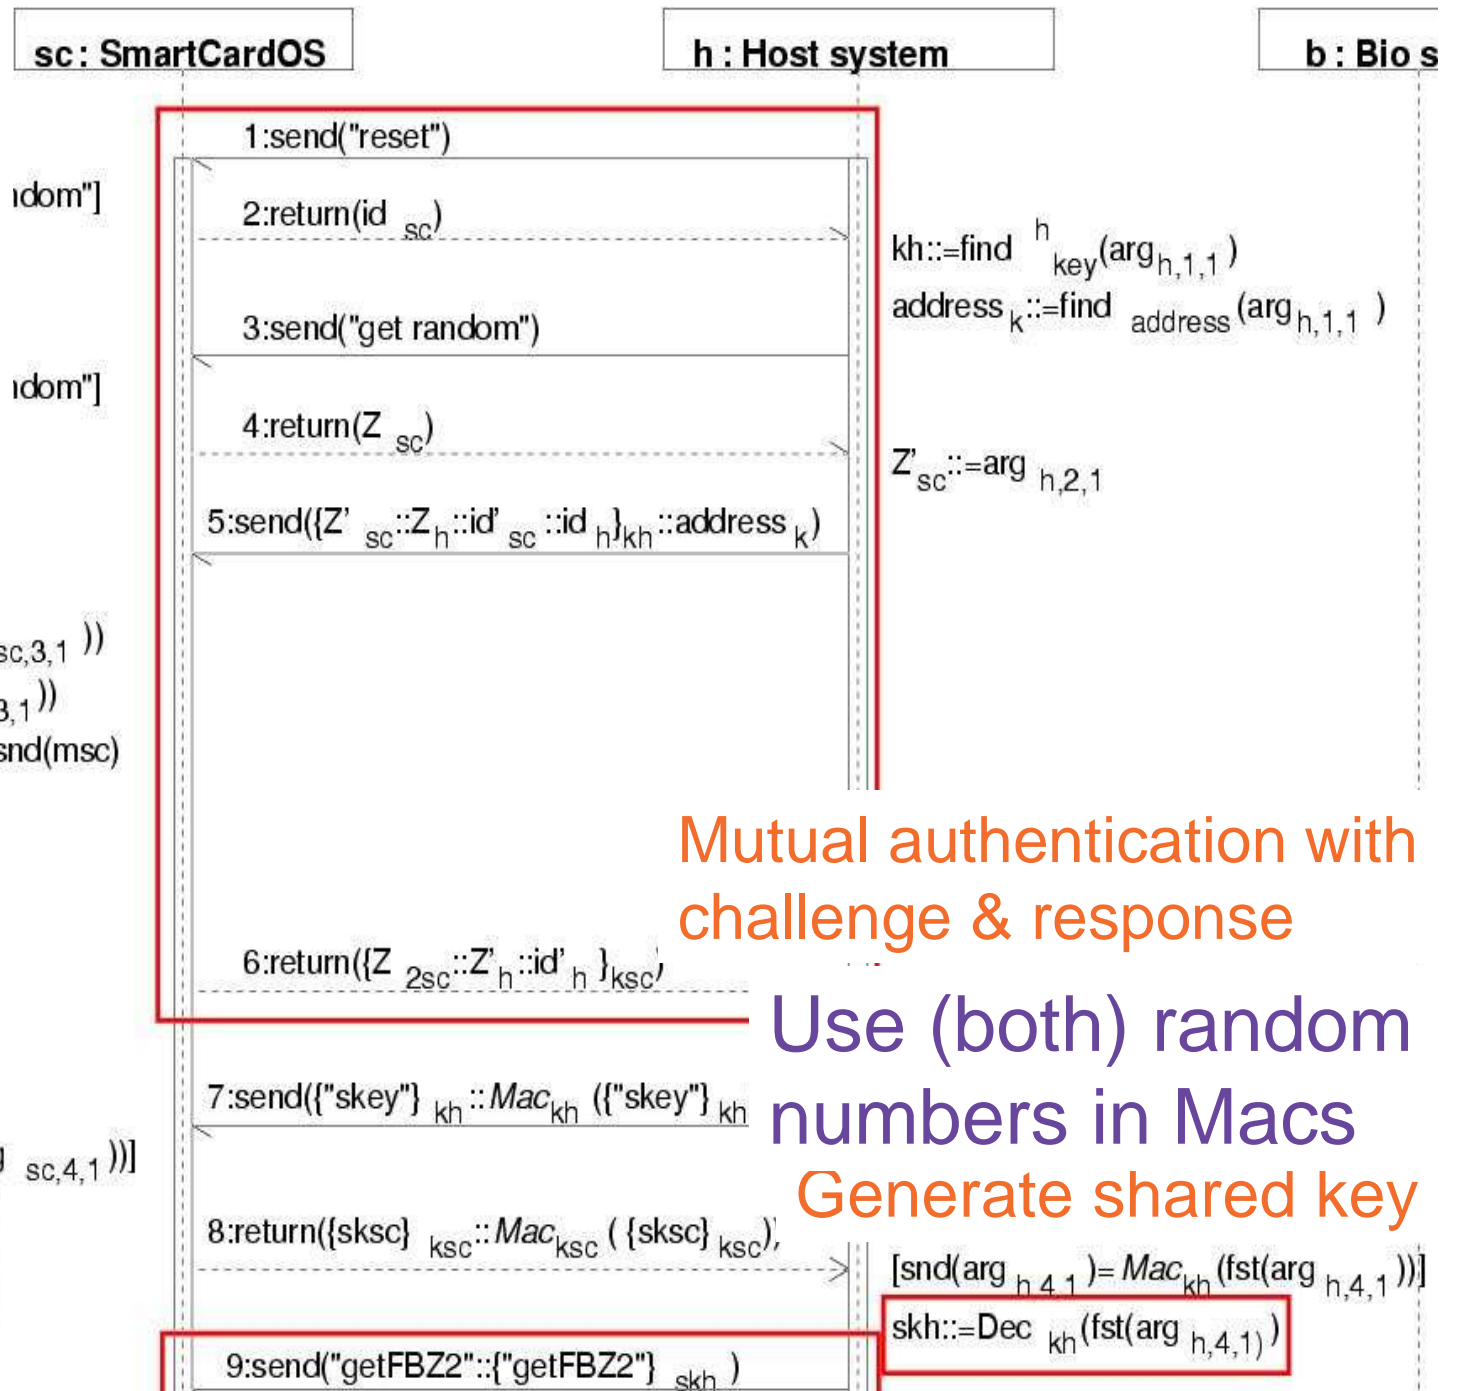 sc : SmartCardOS h : Host system b : Bio s
1:send("reset")
ndom"]
2:return(id sc)
kh::=find h key(arg h,1,1 )
address k::=find address (arg h,1,1 )
3:send("get random")
ndom"]
4:return(Z sc)
Z' sc::=arg h,2,1
5:send({Z' sc::Z h::id' sc ::id h}kh::address k)
sc,3,1 ))
3,1 ))
snd(msc)
Mutual authentication with
challenge & response
6:return({Z 2sc::Z' h::id' h }ksc)
Use (both) random
numbers in Macs
7:send({"skey"} kh :: Mac kh ({"skey"} kh
sc,4,1 ))]
Generate shared key
8:return({sksc} ksc:: Mac ksc ( {sksc} ksc),
[snd(arg h,4,1 )= Mac kh (fst(arg h,4,1 ))]
skh::=Dec kh (fst(arg h,4,1) )
9:send("getFBZ2"::{"getFBZ2"} skh )